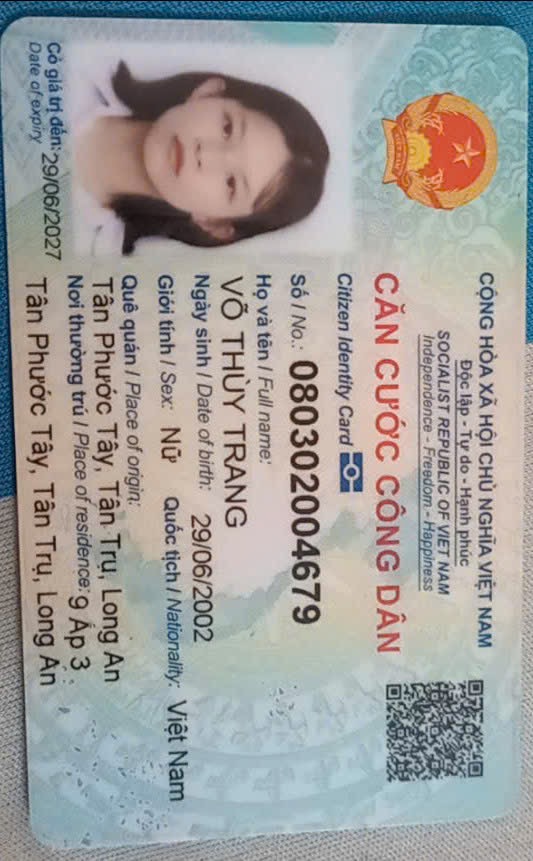 CỘNG HÒA XÃ HỘI CHỦ NGHĨA VIỆT NAM
Độc lập - Tự do - Hạnh phúc
SOCIALIST REPUBLIC OF VIET NAM
Independence - Freedom - Happiness
CĂN CƯỚC CÔNG DÂN
Citizen Identity Card
Số / No.: 080302004679
Họ và tên / Full name:
VÕ THÙY TRANG
Ngày sinh / Date of birth: 29/06/2002
Giới tính / Sex: Nữ Quốc tịch / Nationality: Việt Nam
Quê quán / Place of origin:
Tân Phước Tây, Tân Trụ, Long An
Nơi thường trú / Place of residence: 9 Ấp 3
Tân Phước Tây, Tân Trụ, Long An
Có giá trị đến: 29/06/2027
Date of expiry